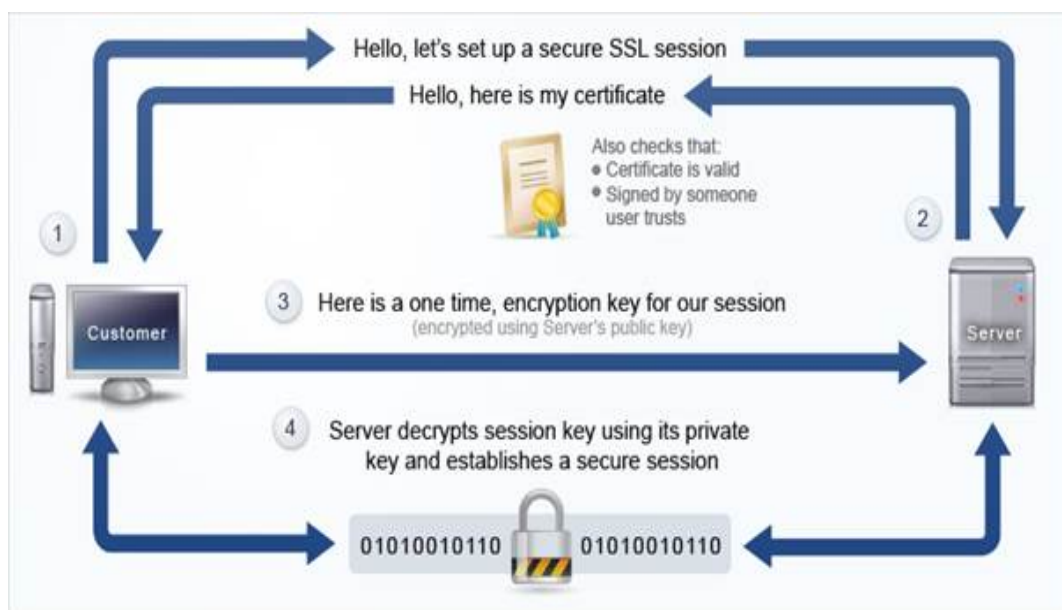 Hello, let's set up a secure SSL session
Hello, here is my certificate
Also checks that:
• Certificate is valid
• Signed by someone
user trusts
1
2
Customer
Server
3 Here is a one time, encryption key for our session
(encrypted using Server's public key)
4 Server decrypts session key using its private
key and establishes a secure session
01010010110 01010010110